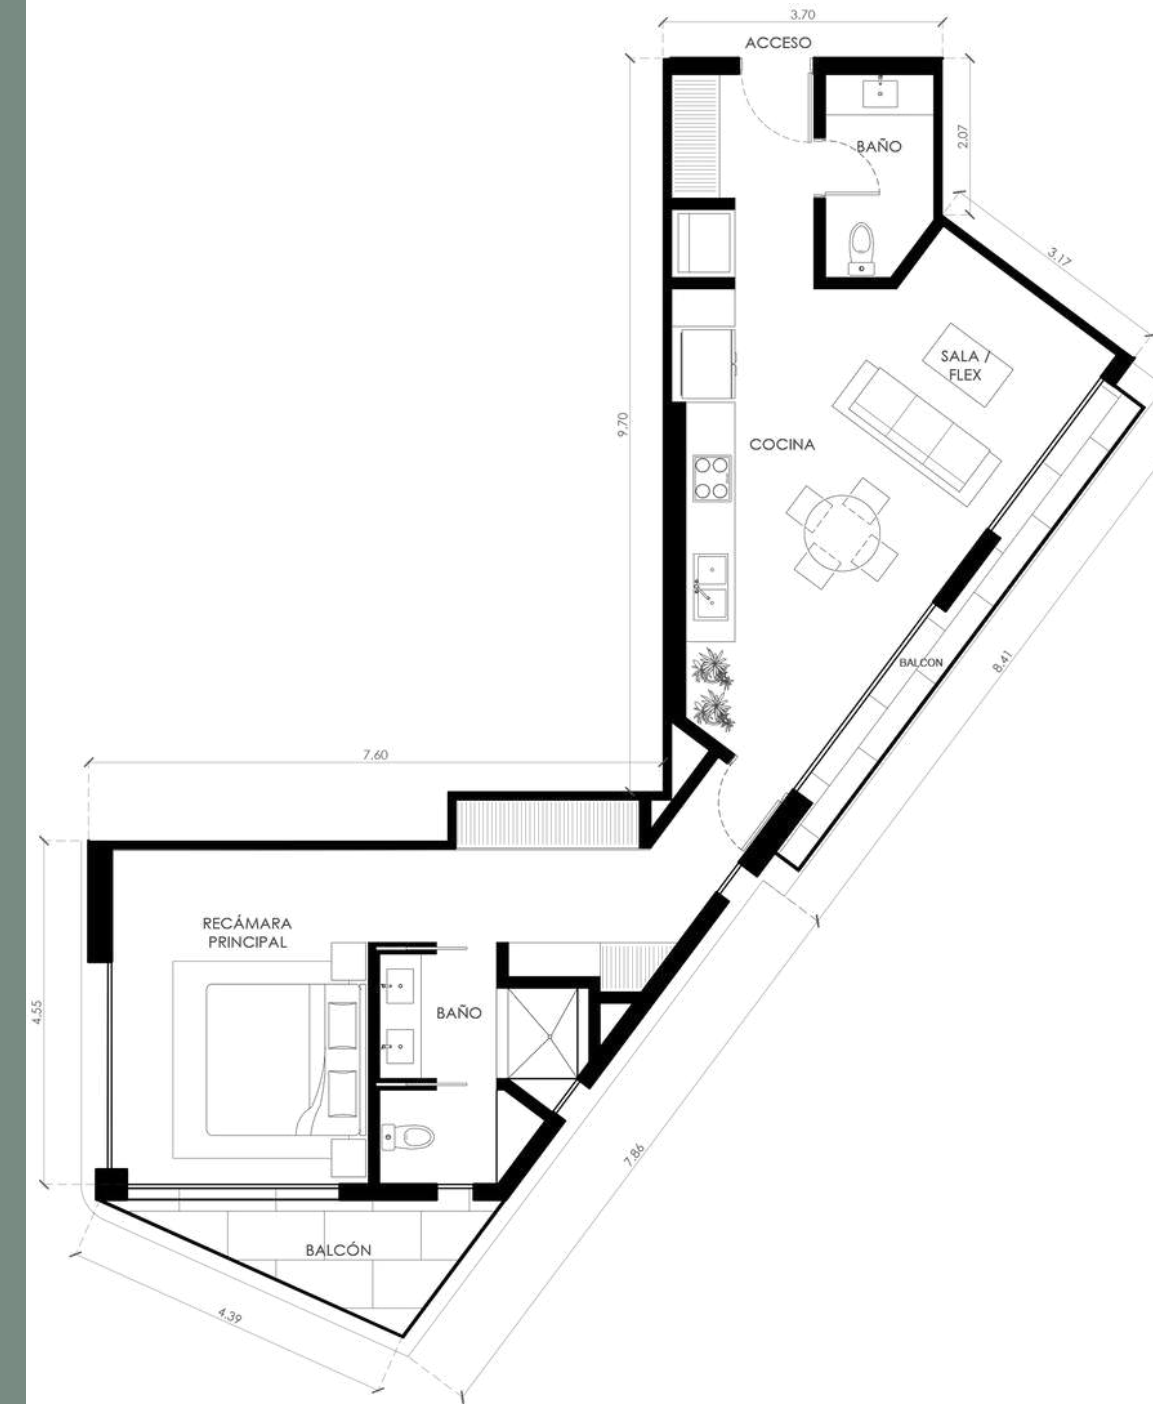 3.70
ACCESO
2.07
BAÑO
3.17
SALA /
FLEX
9.70
COCINA
BALCON
8.41
7.60
RECÁMARA
PRINCIPAL
4.55
BAÑO
7.86
BALCÓN
4.39